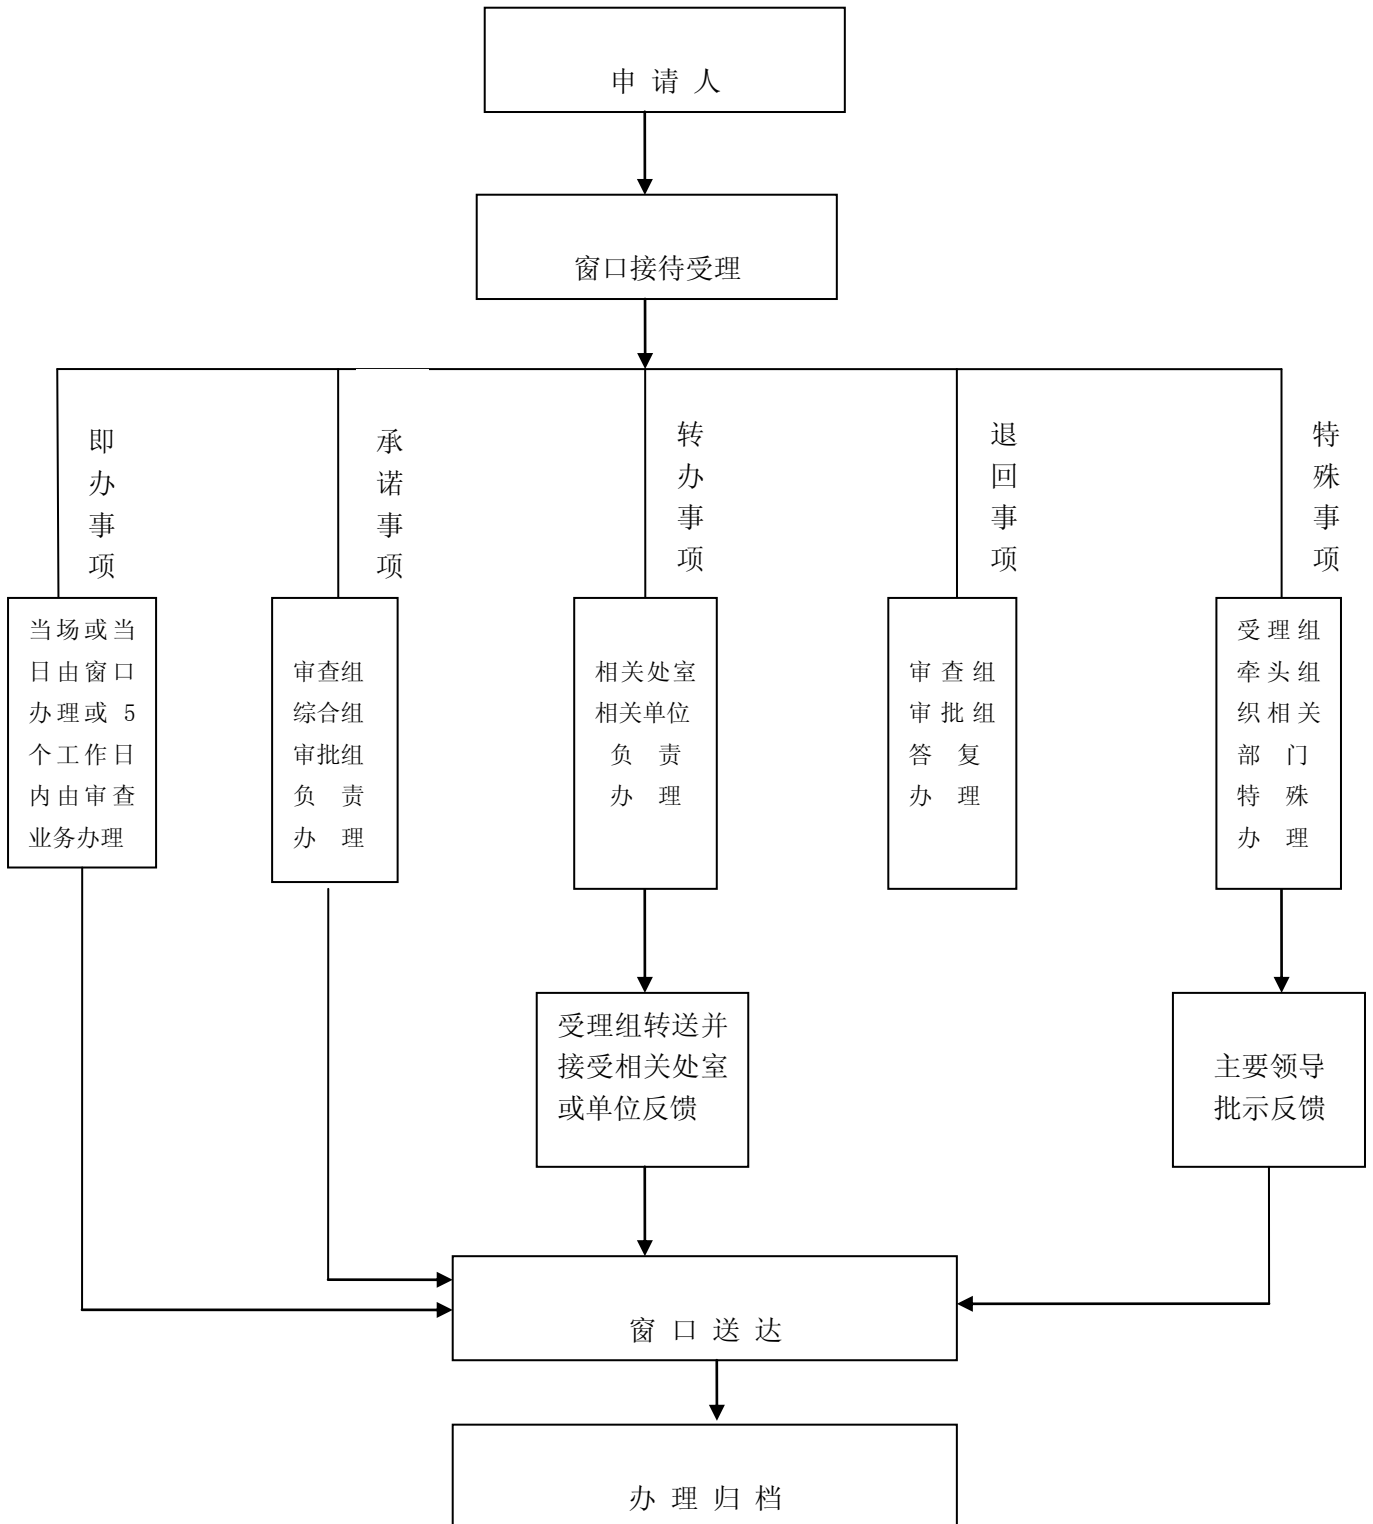 申 请 人
窗口接待受理
即办事项
承诺事项
转办事项
退回事项
特殊事项
当场或当
日由窗口
办理或 5
个工作日
内由审查
业务办理
审查组
综合组
审批组
负 责
办 理
相关处室
相关单位
负 责
办 理
审查组
审批组
答 复
办 理
受理组
牵头组
织相关
部 门
特 殊
办 理
受理组转送并
接受相关处室
或单位反馈
主要领导
批示反馈
窗 口 送 达
办 理 归 档